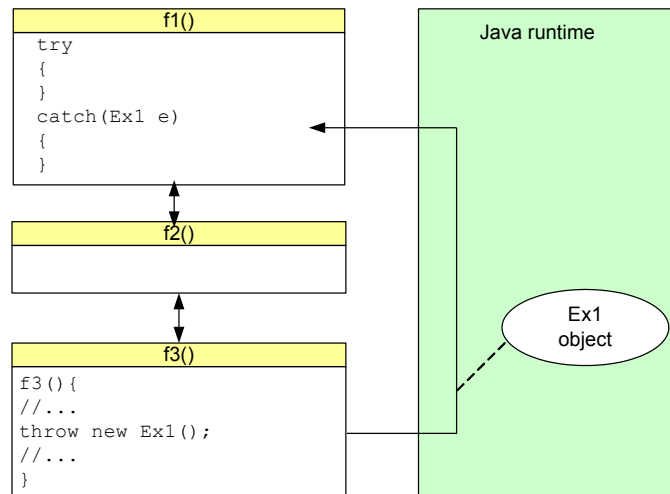 f1()
try
{
}
catch(Ex1 e)
{
}
f2()
f3()
f3(){
//...
throw new Ex1();
//...
}
Java runtime
Ex1
object